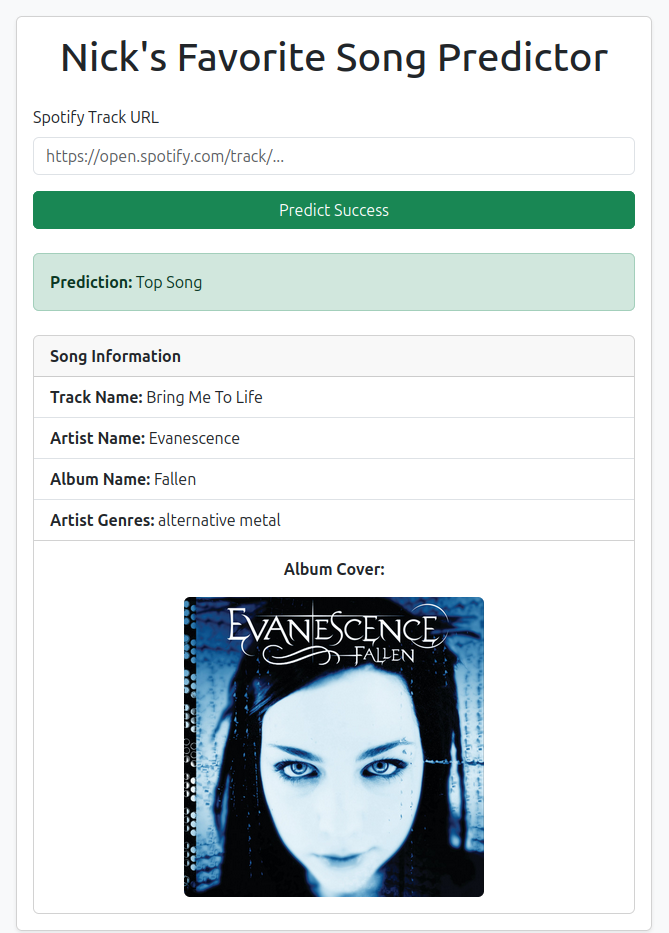 Nick's Favorite Song Predictor
Spotify Track URL
https://open.spotify.com/track/...
Predict Success
Prediction: Top Song
Song Information
Track Name: Bring Me To Life
Artist Name: Evanescence
Album Name: Fallen
Artist Genres: alternative metal
Album Cover:
EVANESCENCE
FALLEN